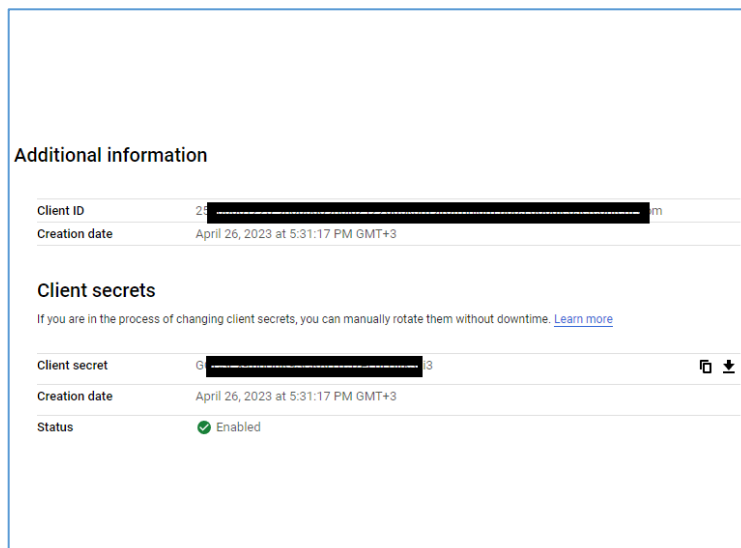 Additional information
Client ID
Creation date April 26, 2023 at 5:31:17 PM GMT+3
Client secrets
If you are in the process of changing client secrets, you can manually rotate them without downtime. Learn more
Client secret
Creation date April 26, 2023 at 5:31:17 PM GMT+3
Status Enabled